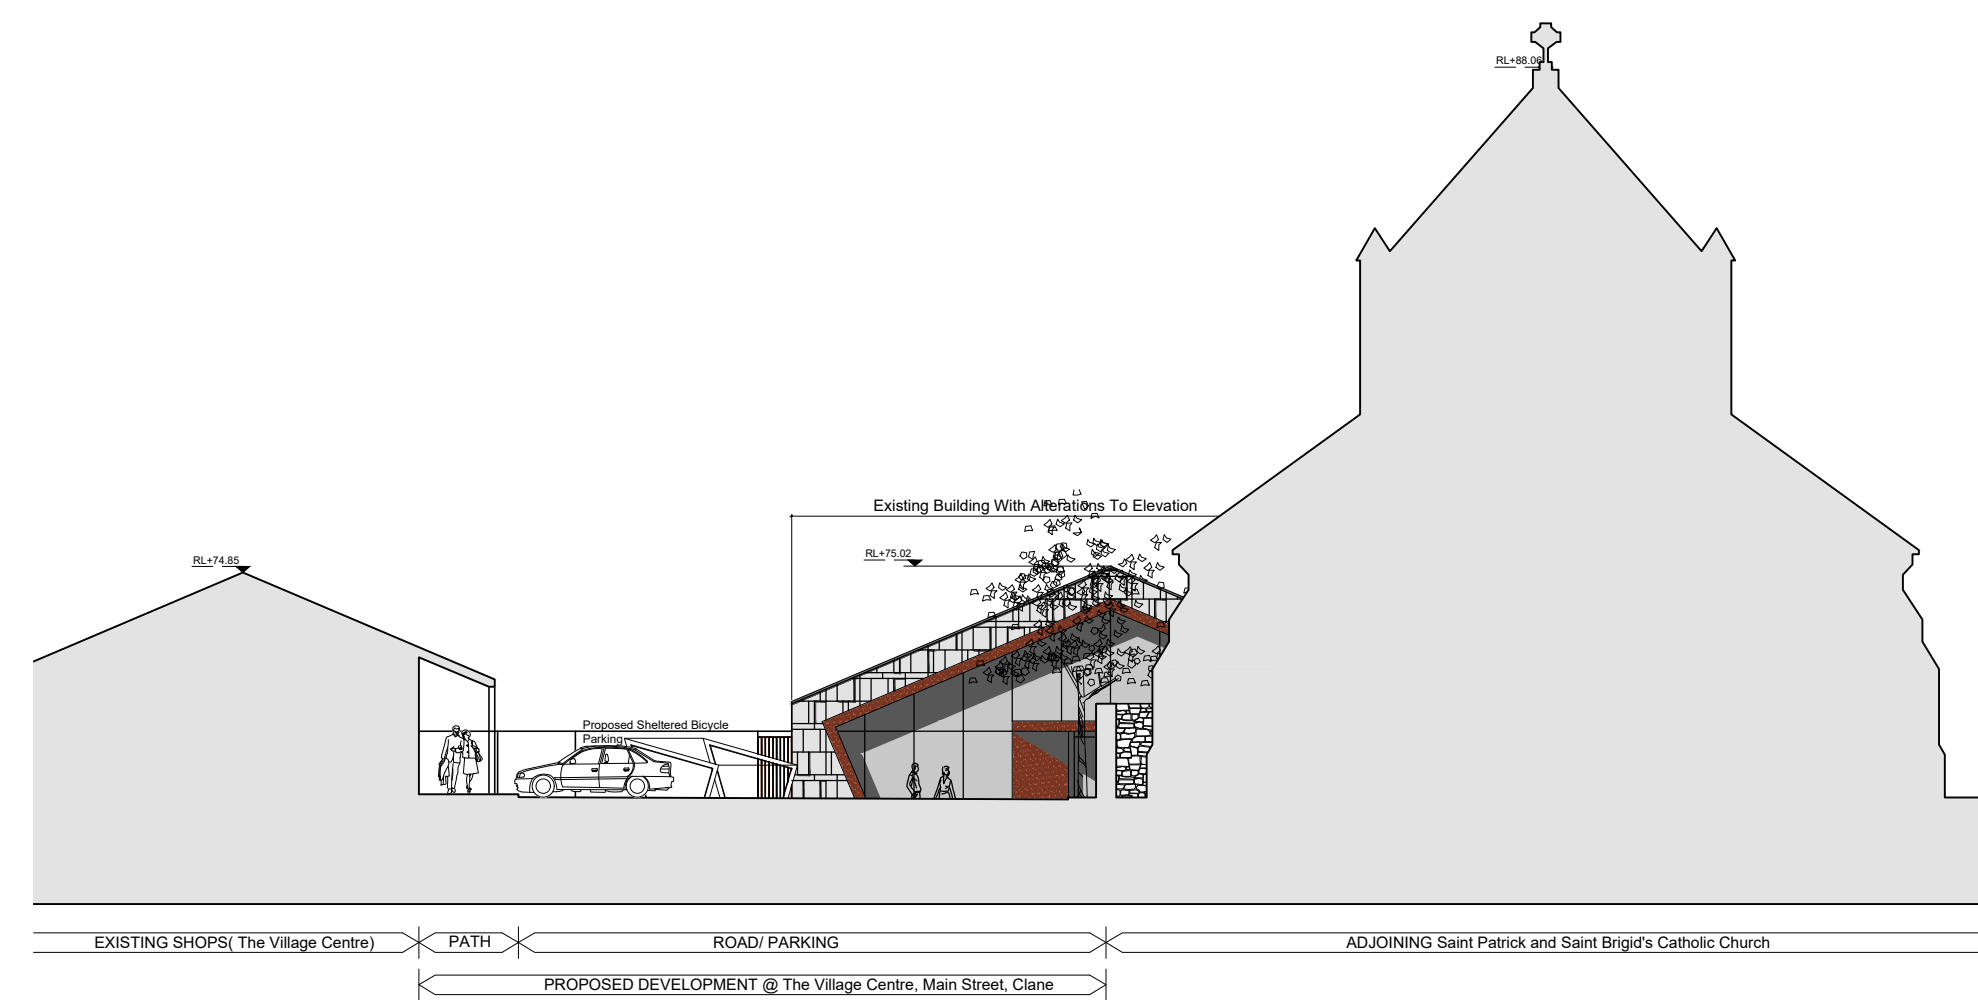 RL+88.06
Existing Building With Alterations To Elevation
RL+75.02
RL+74.85
Proposed Sheltered Bicycle
Parking
EXISTING SHOPS( The Village Centre)
PATH
ROAD/ PARKING
ADJOINING Saint Patrick and Saint Brigid's Catholic Church
PROPOSED DEVELOPMENT @ The Village Centre, Main Street, Clane